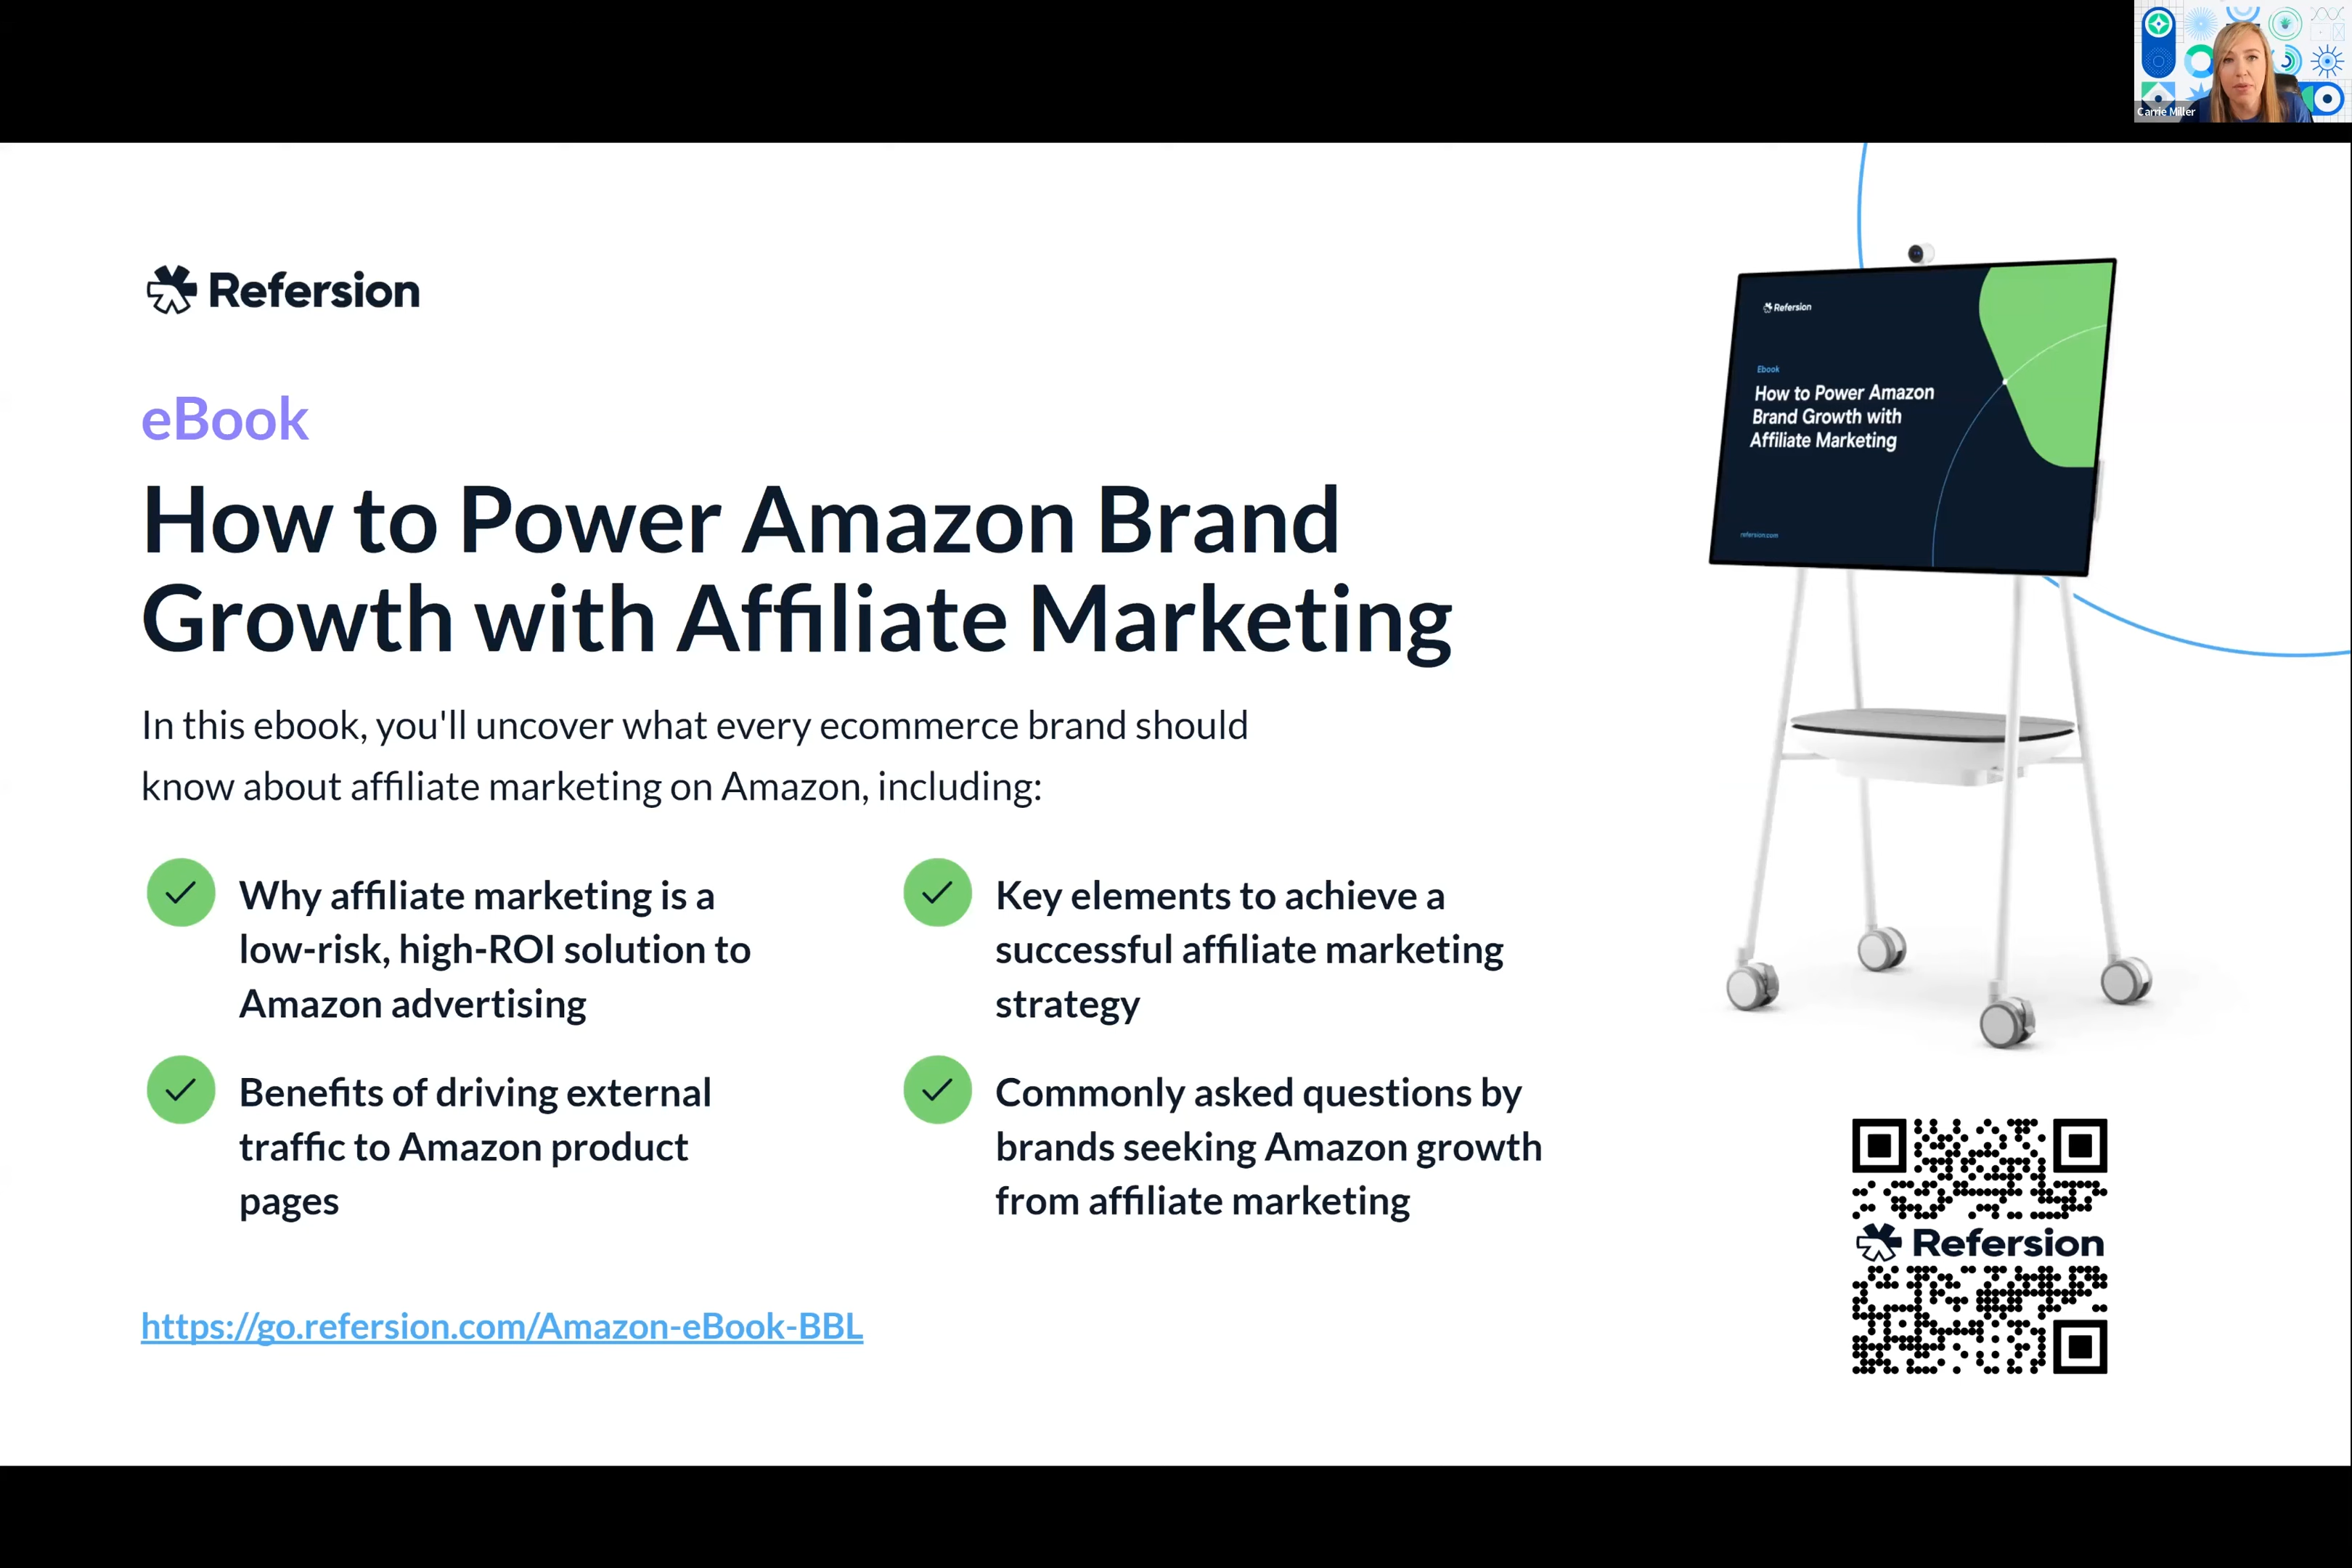 Carrie Miller
Refersion
eBook
How to Power Amazon Brand
Growth with Affiliate Marketing
In this ebook, you'll uncover what every ecommerce brand should
know about affiliate marketing on Amazon, including:
Why affiliate marketing is a
low-risk, high-ROI solution to
Amazon advertising
Benefits of driving external
traffic to Amazon product
pages
Key elements to achieve a
successful affiliate marketing
strategy
Commonly asked questions by
brands seeking Amazon growth
from affiliate marketing
https://go.refersion.com/Amazon-eBook-BBL
Refersion
Ebook
How to Power Amazon
Brand Growth with
Affiliate Marketing
refersion.com
Refersion